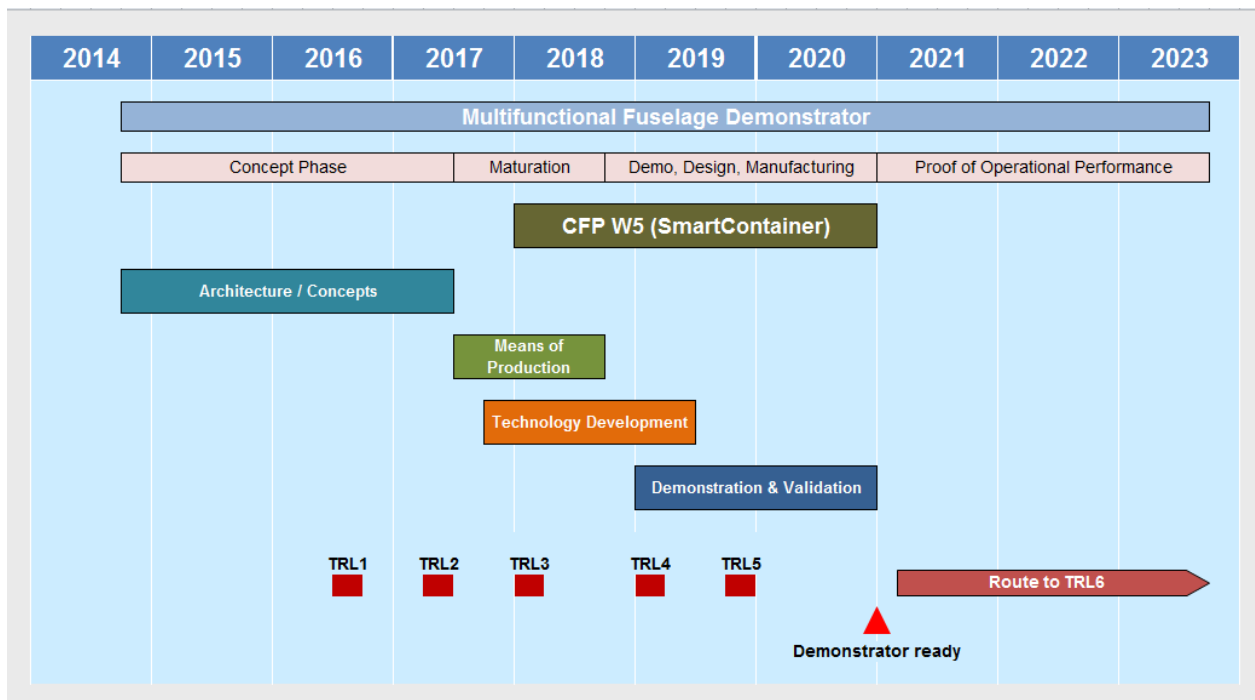 2014 2015 2016 2017 2018 2019 2020 2021 2022 2023
Multifunctional Fuselage Demonstrator
Concept Phase Maturation Demo, Design, Manufacturing Proof of Operational Performance
CFP W5 (SmartContainer)
Architecture / Concepts
Means of
Production
Technology Development
Demonstration & Validation
TRL1 TRL2 TRL3 TRL4 TRL5
Route to TRL6
Demonstrator ready